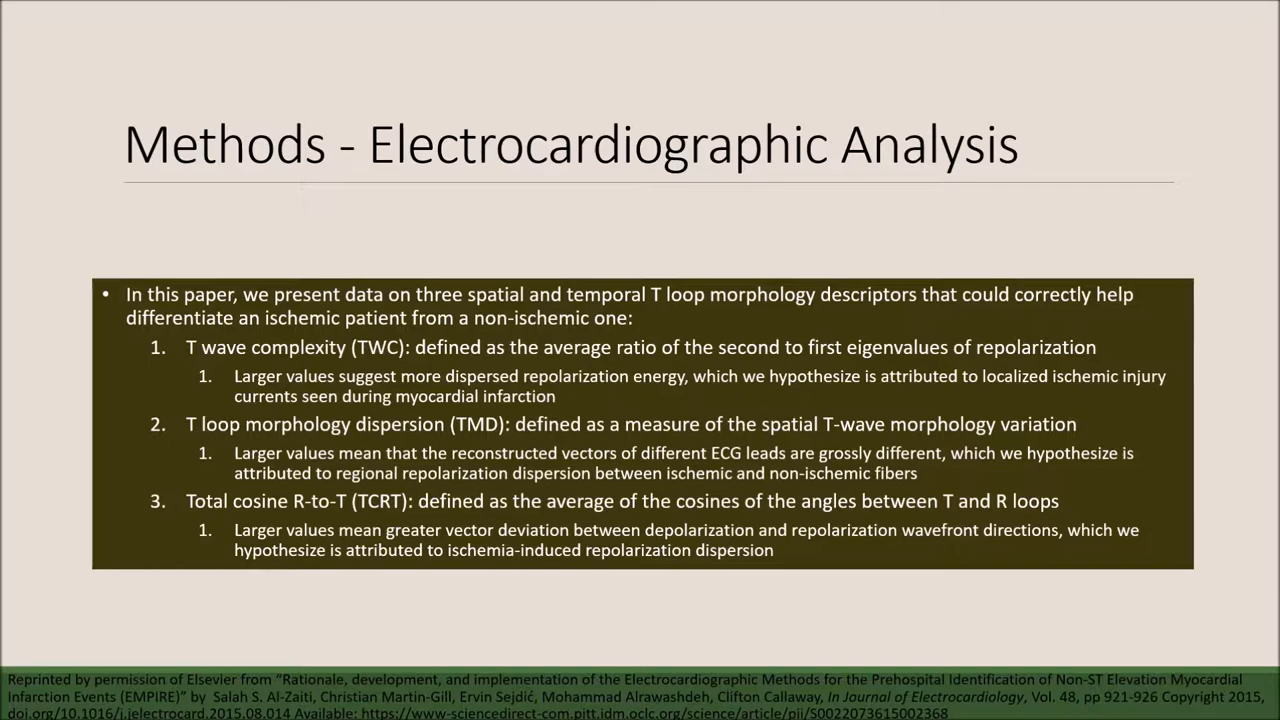 Methods - Electrocardiographic Analysis
• In this paper, we present data on three spatial and temporal T loop morphology descriptors that could correctly help
differentiate an ischemic patient from a non-ischemic one:
1. T wave complexity (TWC): defined as the average ratio of the second to first eigenvalues of repolarization
1. Larger values suggest more dispersed repolarization energy, which we hypothesize is attributed to localized ischemic injury
currents seen during myocardial infarction
2. T loop morphology dispersion (TMD): defined as a measure of the spatial T-wave morphology variation
1. Larger values mean that the reconstructed vectors of different ECG leads are grossly different, which we hypothesize is
attributed to regional repolarization dispersion between ischemic and non-ischemic fibers
3. Total cosine R-to-T (TCRT): defined as the average of the cosines of the angles between T and R loops
1. Larger values mean greater vector deviation between depolarization and repolarization wavefront directions, which we
hypothesize is attributed to ischemia-induced repolarization dispersion
Reprinted by permission of Elsevier from “Rationale, development, and implementation of the Electrocardiographic Methods for the Prehospital Identification of Non-ST Elevation Myocardial
Infarction Events (EMPIRE)” by Salah S. Al-Zaiti, Christian Martin-Gill, Ervin Sejdić, Mohammad Alrawashdeh, Clifton Callaway, In Journal of Electrocardiology, Vol. 48, pp 921-926 Copyright 2015,
doi.org/10.1016/j.jelectrocard.2015.08.014 Available: https://www-sciencedirect-com.pitt.idm.oclc.org/science/article/pii/S0022073615002368